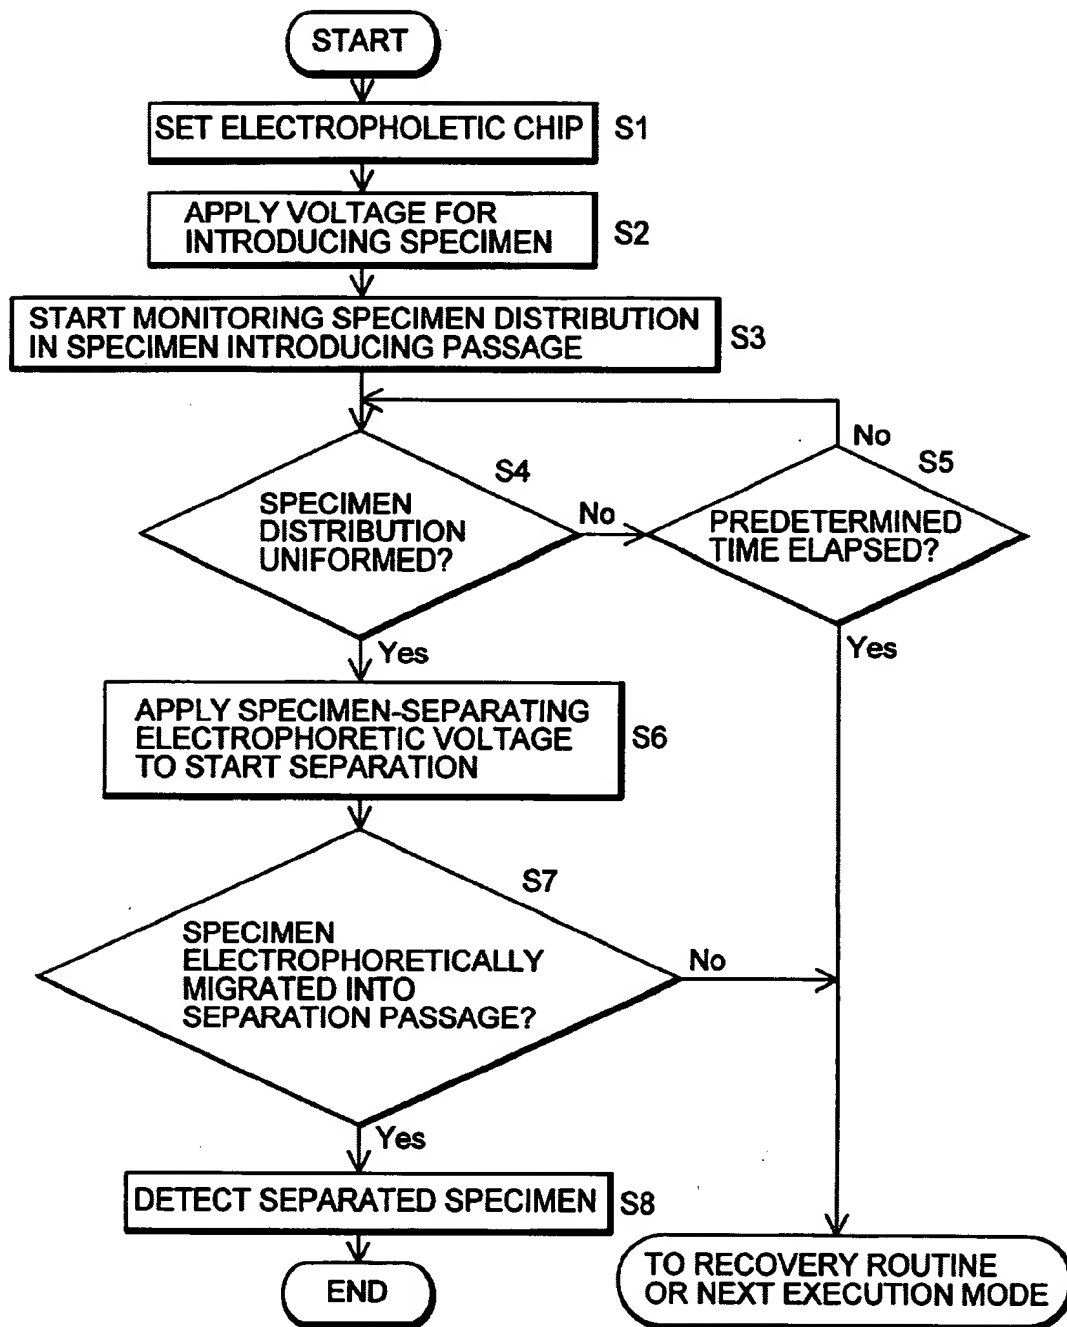 START
SET ELECTROPHOLETIC CHIP
S1
APPLY VOLTAGE FOR
INTRODUCING SPECIMEN
S2
START MONITORING SPECIMEN DISTRIBUTION
IN SPECIMEN INTRODUCING PASSAGE
S3
S4
SPECIMEN
DISTRIBUTION
UNIFORMED?
No
No
S5
PREDETERMINED
TIME ELAPSED?
Yes
Yes
APPLY SPECIMEN-SEPARATING
ELECTROPHORETIC VOLTAGE
TO START SEPARATION
S6
S7
SPECIMEN
ELECTROPHORETICALLY
MIGRATED INTO
SEPARATION PASSAGE?
No
Yes
DETECT SEPARATED SPECIMEN
S8
END
TO RECOVERY ROUTINE
OR NEXT EXECUTION MODE